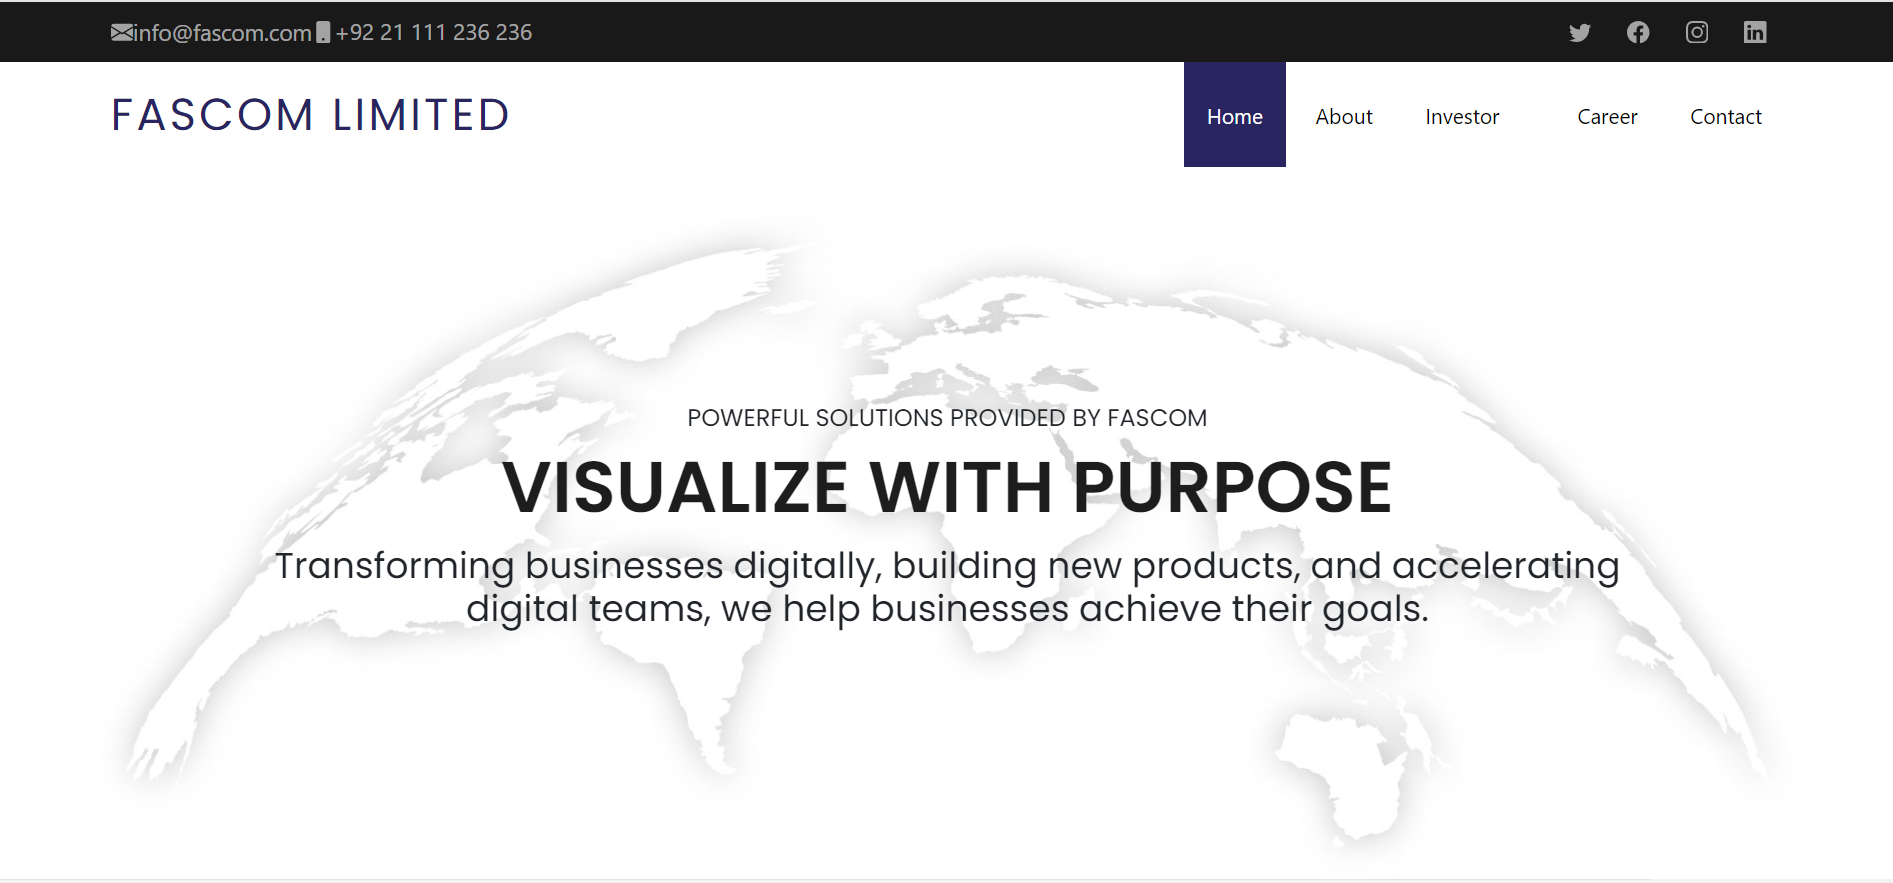 info@fascom.com +92 21 111 236 236
FASCOM LIMITED
Home About Investor Career Contact
POWERFUL SOLUTIONS PROVIDED BY FASCOM
VISUALIZE WITH PURPOSE
Transforming businesses digitally, building new products, and accelerating
digital teams, we help businesses achieve their goals.